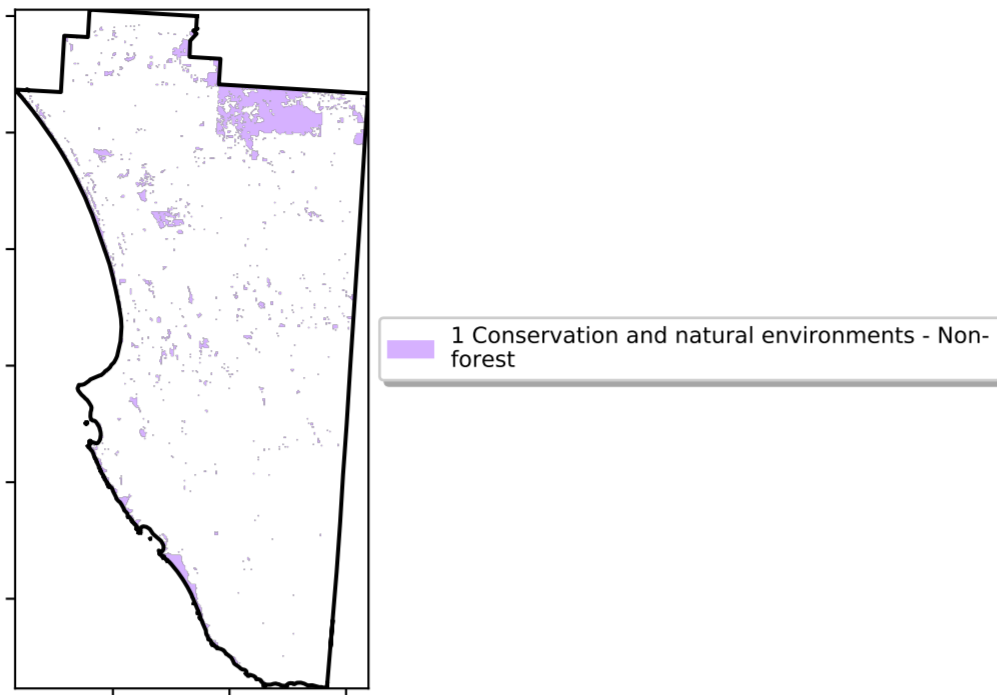 1 Conservation and natural environments - Non-
forest